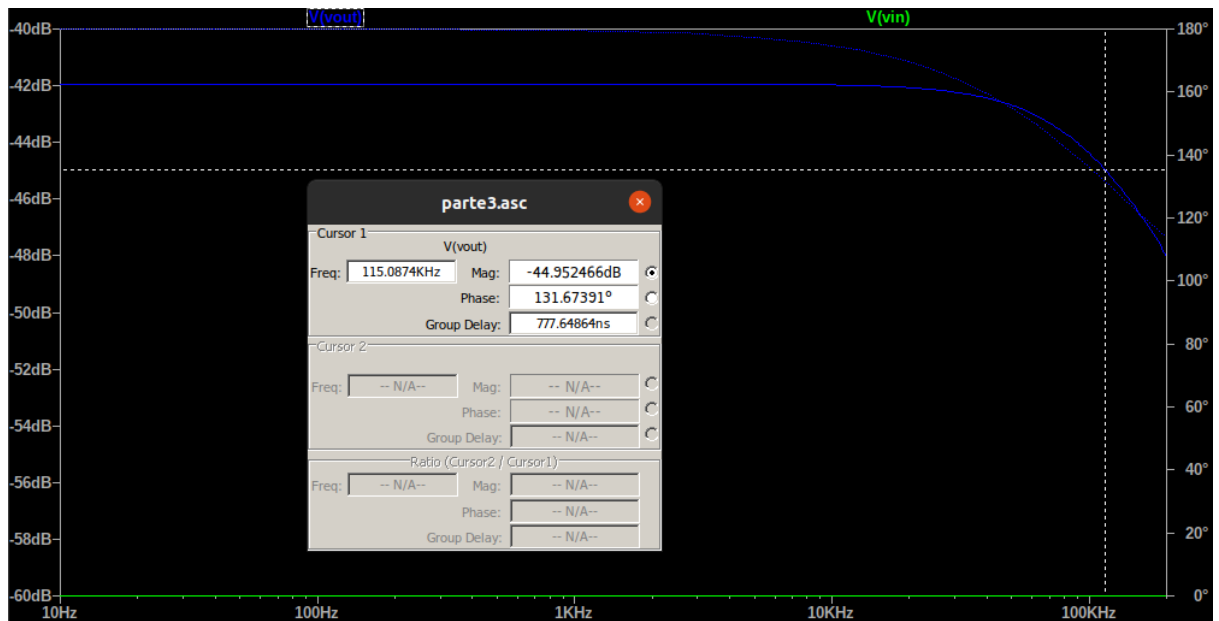 V(vout) V(vin)
-40dB 180°
-42dB 160°
-44dB 140°
-46dB 120°
-48dB 100°
-50dB 80°
-52dB 60°
-54dB 40°
-56dB 20°
-58dB 0°
-60dB
10Hz 100Hz 1KHz 10KHz 100KHz
parte3.asc
Cursor 1
V(vout)
Freq: 115.0874KHz Mag: -44.952466dB
Phase: 131.67391º
Group Delay: 777.64864ns
Cursor 2
Freq: -- N/A-- Mag: -- N/A--
Phase: -- N/A--
Group Delay: -- N/A--
Ratio (Cursor2 / Cursor1)
Freq: -- N/A-- Mag: -- N/A--
Phase: -- N/A--
Group Delay: -- N/A--